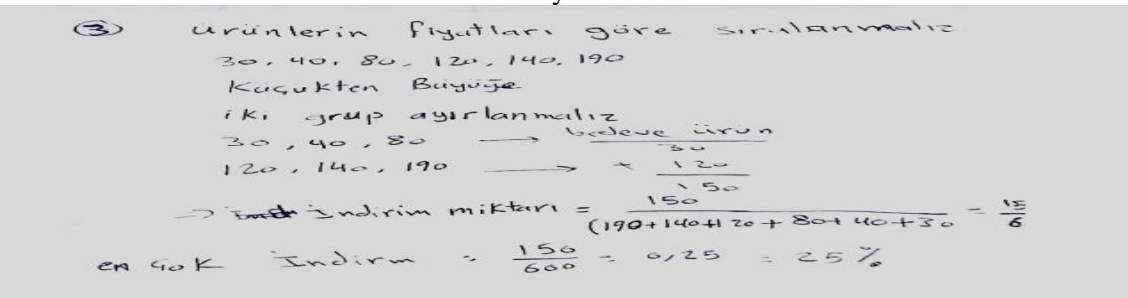 ③ ürünlerin fiyatları göre sıralanmalız
30, 40, 80, 120, 140, 190
Küçükten Büyüğe
iki grup ayırlanmalız
30, 40, 80 → bedeve ürün 30
120, 140, 190 → + 120
150
→ İndirim miktarı = 150 / (190+140+120+80+40+30 = 15/6
en çok İndirm = 150/600 = 0,25 = 25%